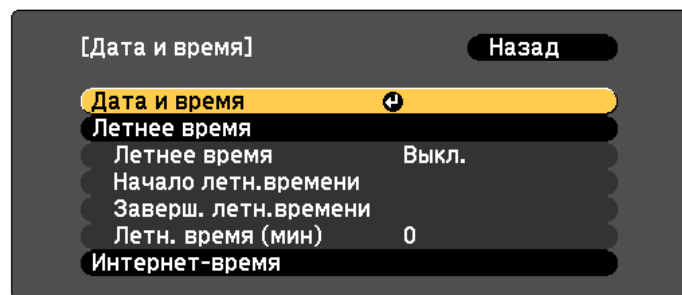 [Дата и время] Назад
Дата и время
Летнее время
Летнее время Выкл.
Начало летн.времени
Заверш. летн.времени
Летн. время (мин) 0
Интернет-время